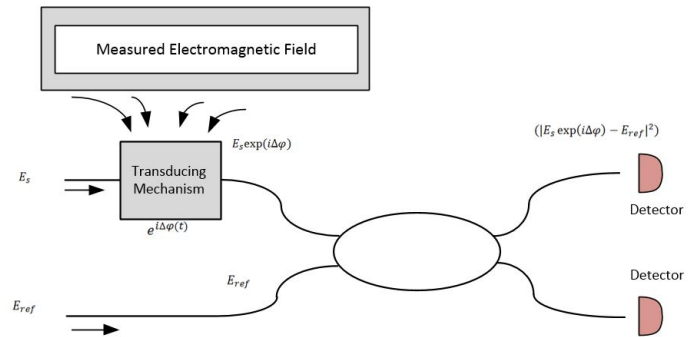 Measured Electromagnetic Field
E_s exp(iΔφ)
(|E_s exp(iΔφ) − E_ref|²)
Transducing
Mechanism
E_s
e^{iΔφ(t)}
Detector
Detector
E_ref
E_ref